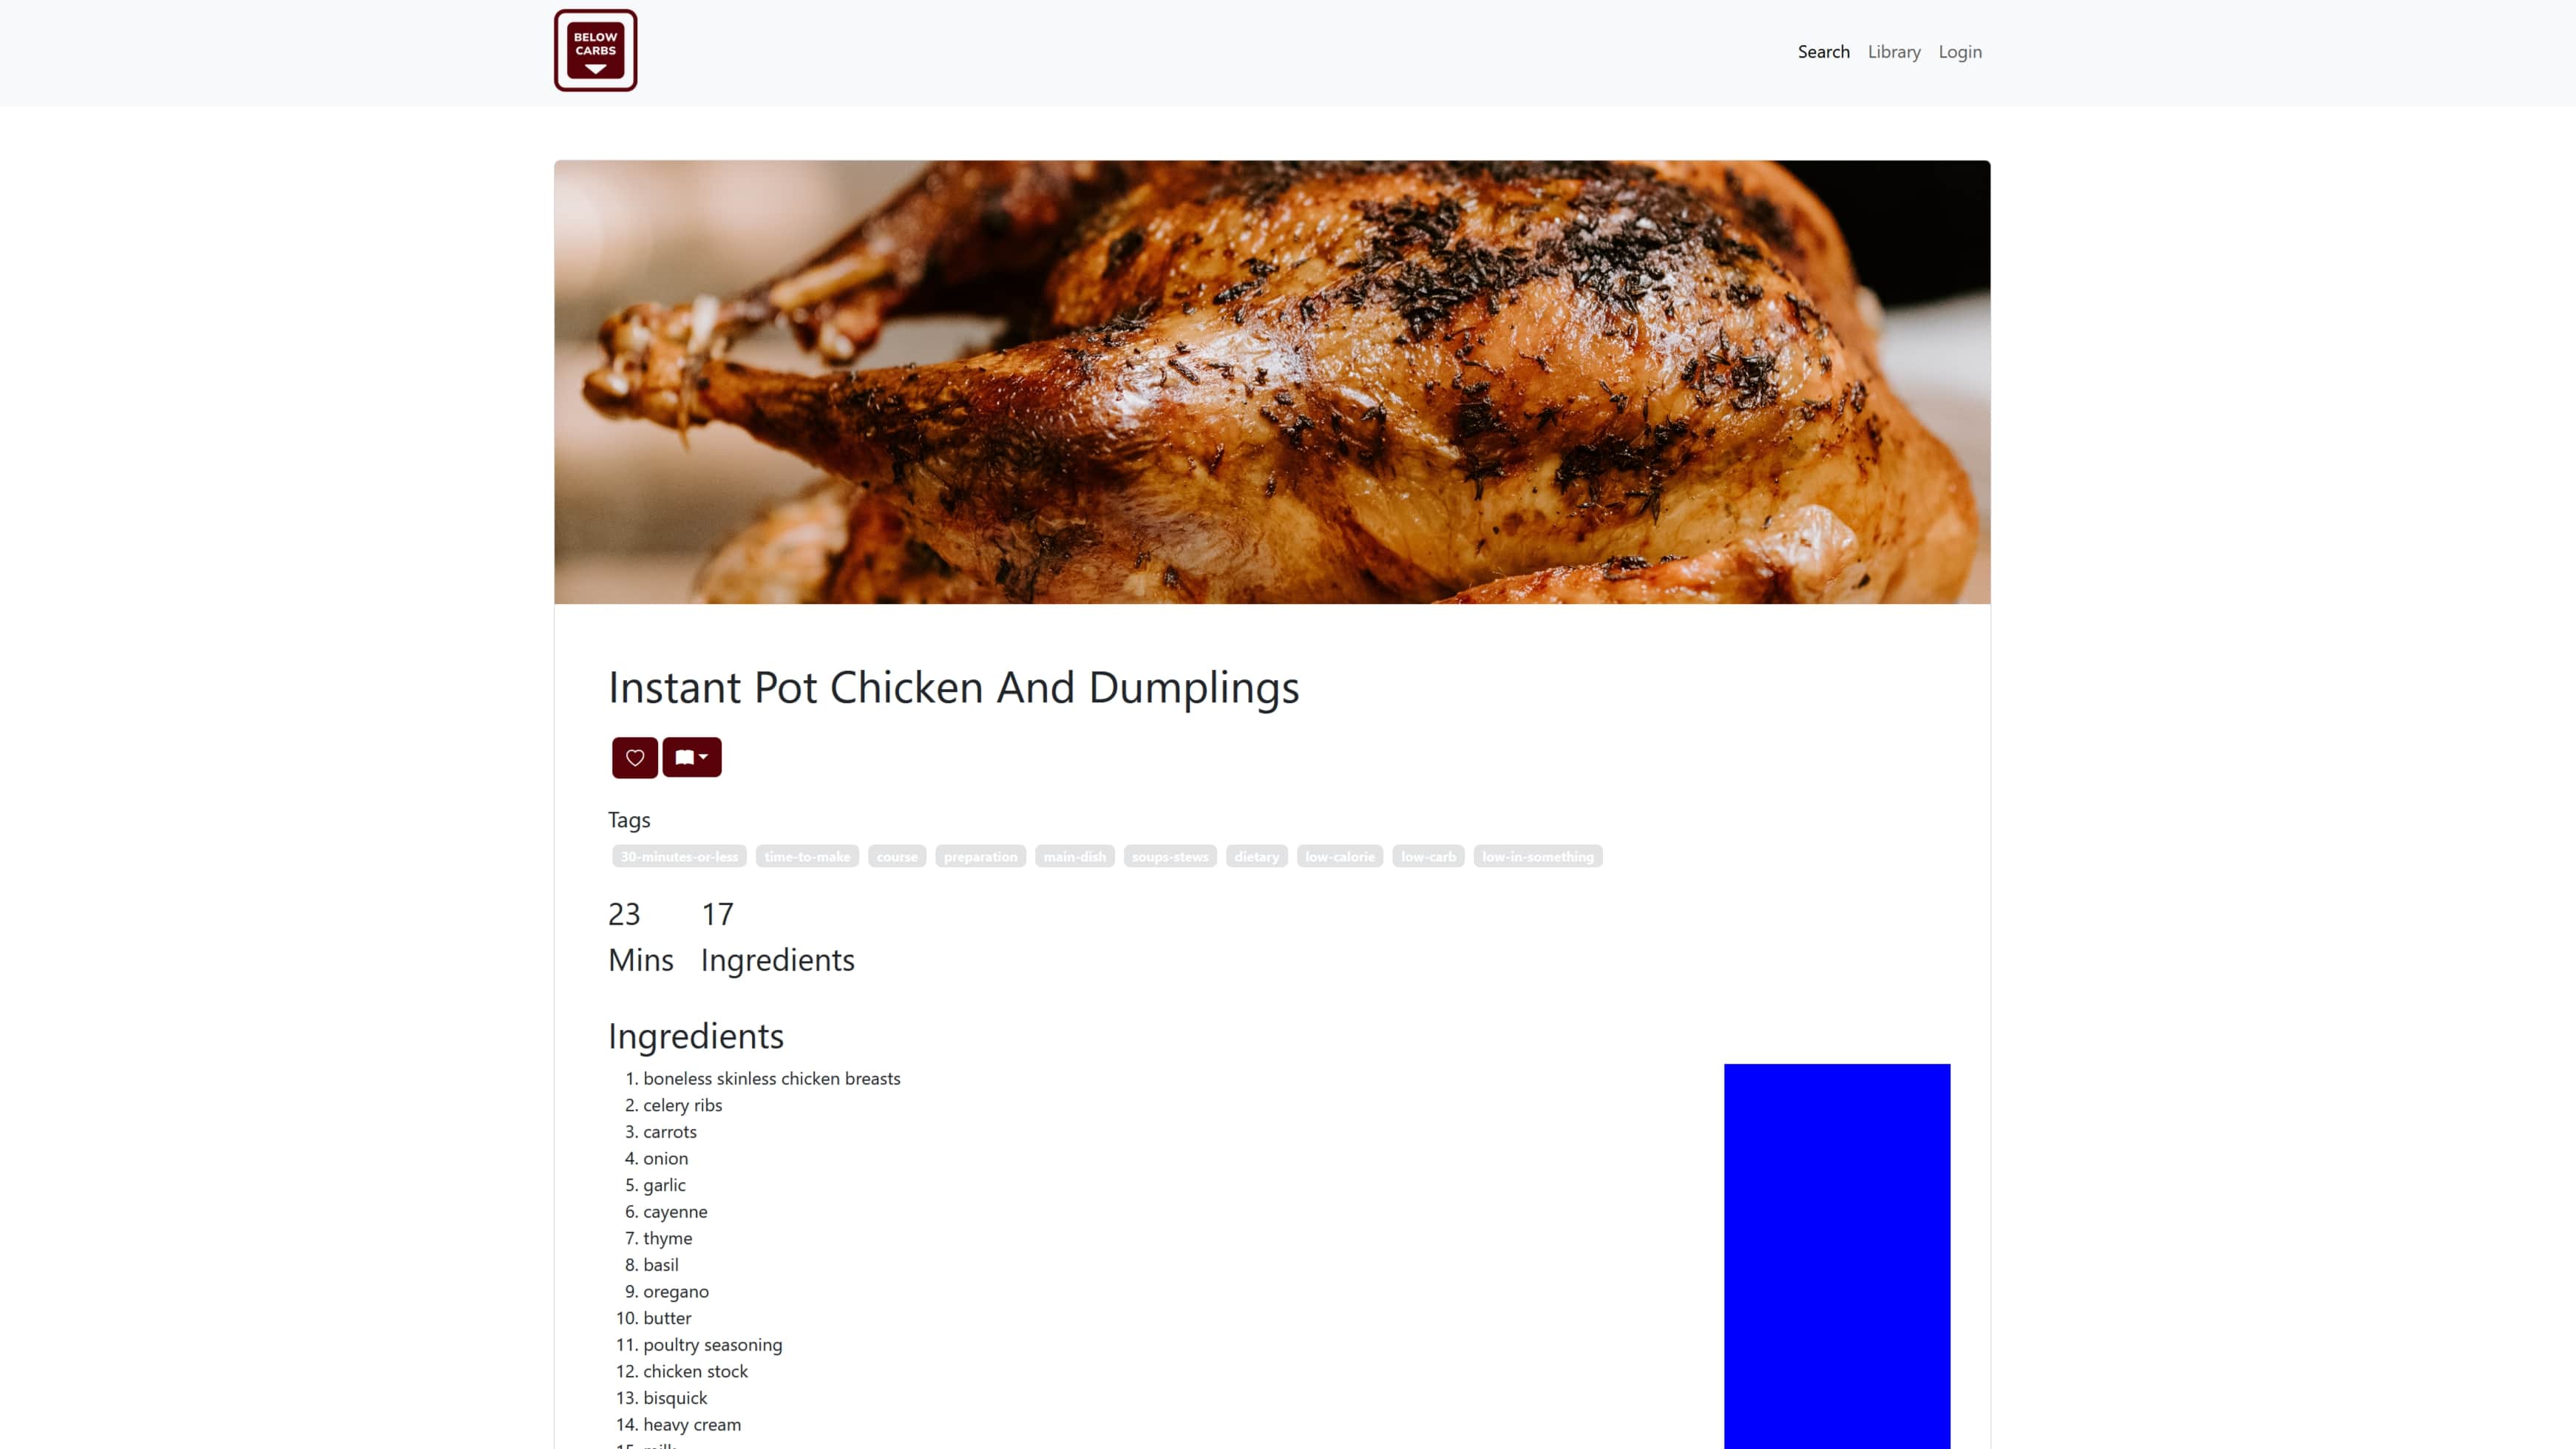 BELOW
CARBS
Search Library Login
Instant Pot Chicken And Dumplings
Tags
30-minutes-or-less time-to-make course preparation main-dish soups-stews dietary low-calorie low-carb low-in-something
23 17
Mins Ingredients
Ingredients
1. boneless skinless chicken breasts
2. celery ribs
3. carrots
4. onion
5. garlic
6. cayenne
7. thyme
8. basil
9. oregano
10. butter
11. poultry seasoning
12. chicken stock
13. bisquick
14. heavy cream
15. milk